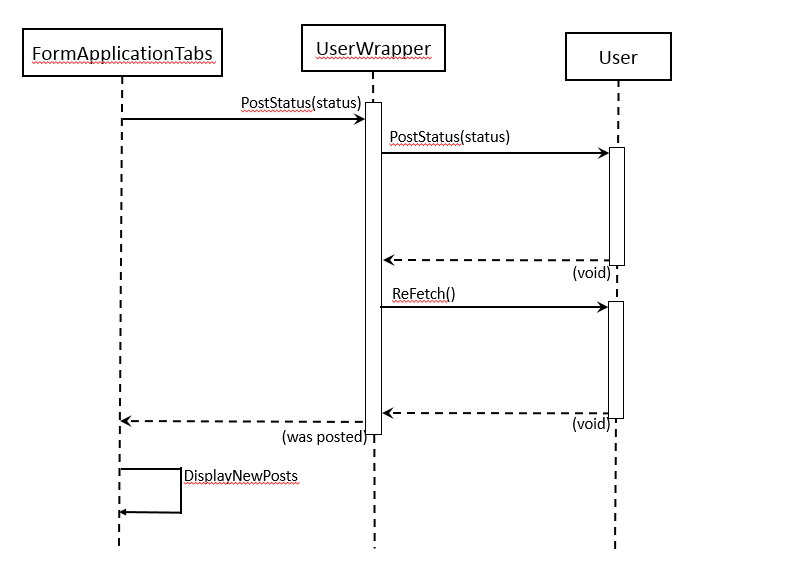 FormApplicationTabs
UserWrapper
User
PostStatus(status)
PostStatus(status)
(void)
ReFetch()
(void)
(was posted)
DisplayNewPosts